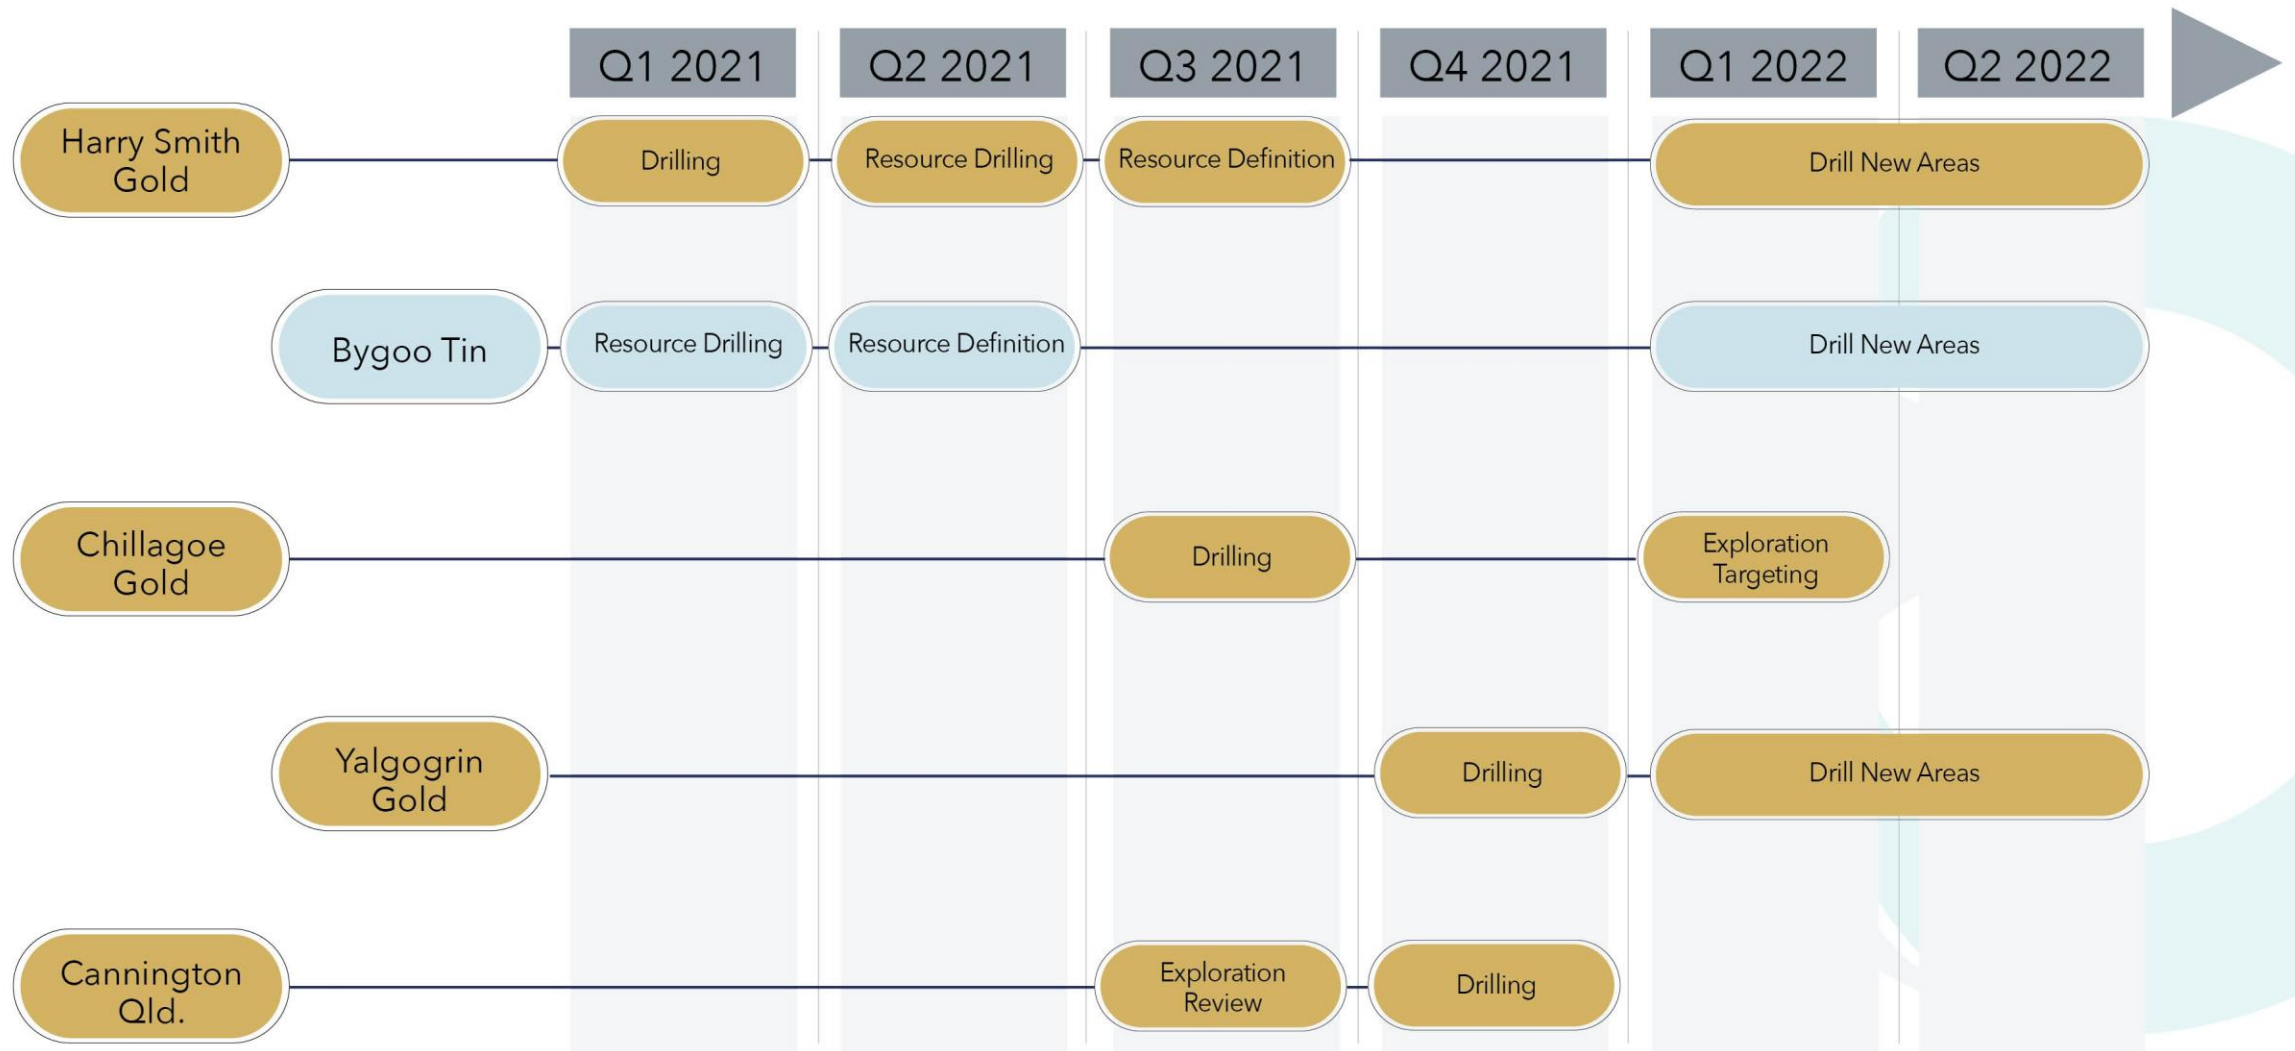 Q1 2021
Q2 2021
Q3 2021
Q4 2021
Q1 2022
Q2 2022
Harry Smith
Gold
Drilling
Resource Drilling
Resource Definition
Drill New Areas
Bygoo Tin
Resource Drilling
Resource Definition
Drill New Areas
Chillagoe
Gold
Drilling
Exploration
Targeting
Yalgogrin
Gold
Drilling
Drill New Areas
Cannington
Qld.
Exploration
Review
Drilling